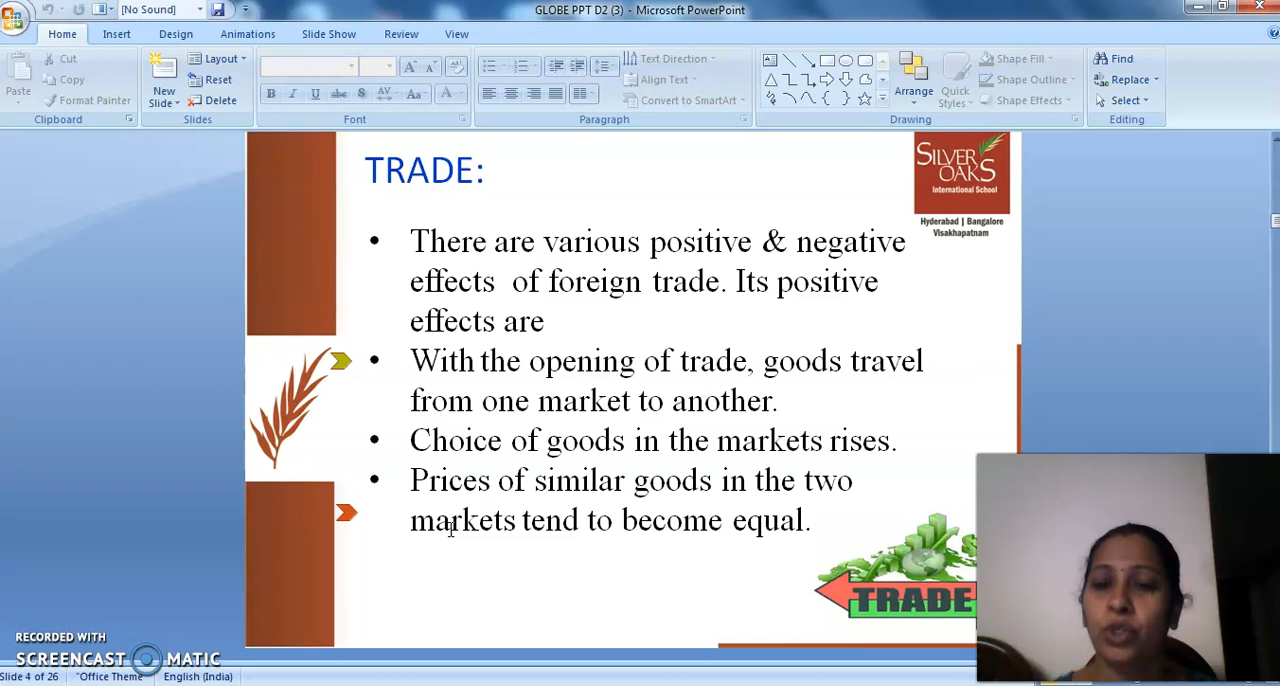 GLOBE PPT D2 (3) - Microsoft PowerPoint
[No Sound]
Home Insert Design Animations Slide Show Review View
Paste
Cut
Copy
Format Painter
Clipboard
New
Slide
Layout
Reset
Delete
Slides
B I U abc S AV Aa A
Font
Text Direction
Align Text
Convert to SmartArt
Paragraph
Arrange
Quick
Styles
Shape Fill
Shape Outline
Shape Effects
Drawing
Find
Replace
Select
Editing
TRADE:
SILVER
OAKS
International School
Hyderabad | Bangalore
Visakhapatnam
• There are various positive & negative
effects of foreign trade. Its positive
effects are
• With the opening of trade, goods travel
from one market to another.
• Choice of goods in the markets rises.
• Prices of similar goods in the two
markets tend to become equal.
TRADE
RECORDED WITH
SCREENCAST MATIC
Slide 4 of 26 "Office Theme" English (India)